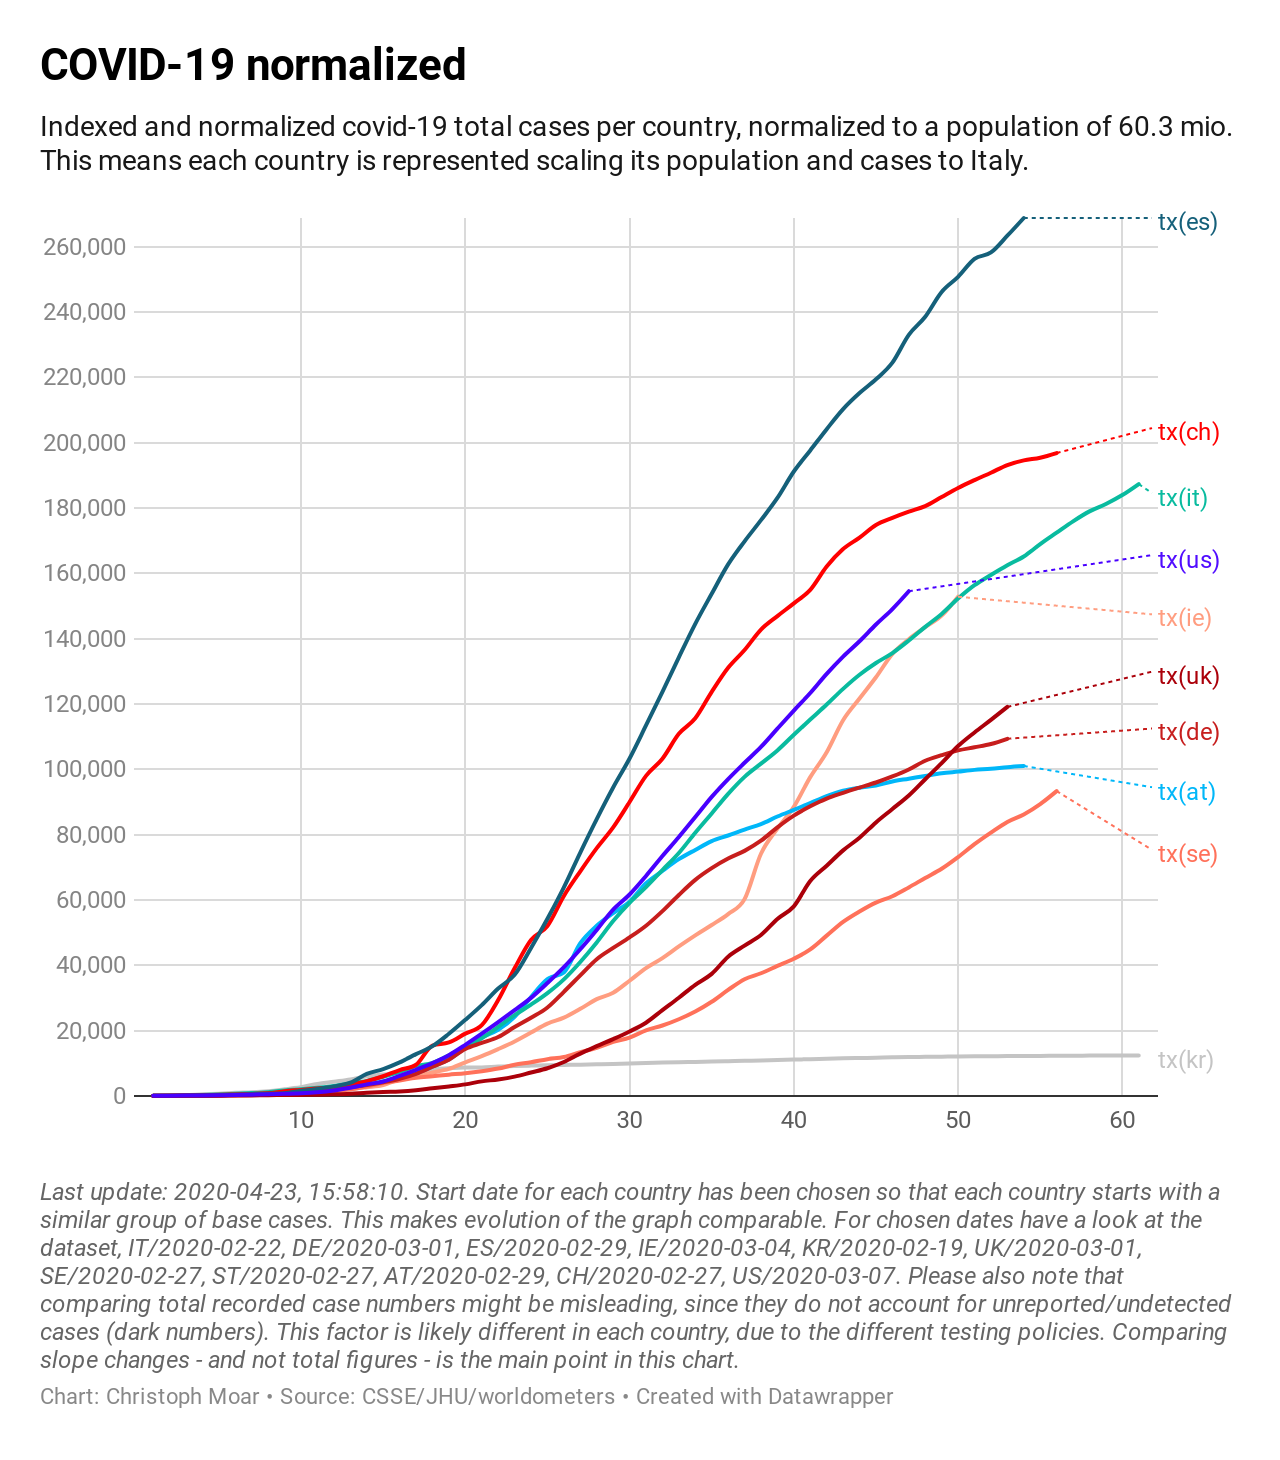 COVID-19 normalized
Indexed and normalized covid-19 total cases per country, normalized to a population of 60.3 mio.
This means each country is represented scaling its population and cases to Italy.
260,000
240,000
220,000
200,000
180,000
160,000
140,000
120,000
100,000
80,000
60,000
40,000
20,000
0
tx(es)
tx(ch)
tx(it)
tx(us)
tx(ie)
tx(uk)
tx(de)
tx(at)
tx(se)
tx(kr)
10 20 30 40 50 60
Last update: 2020-04-23, 15:58:10. Start date for each country has been chosen so that each country starts with a
similar group of base cases. This makes evolution of the graph comparable. For chosen dates have a look at the
dataset, IT/2020-02-22, DE/2020-03-01, ES/2020-02-29, IE/2020-03-04, KR/2020-02-19, UK/2020-03-01,
SE/2020-02-27, ST/2020-02-27, AT/2020-02-29, CH/2020-02-27, US/2020-03-07. Please also note that
comparing total recorded case numbers might be misleading, since they do not account for unreported/undetected
cases (dark numbers). This factor is likely different in each country, due to the different testing policies. Comparing
slope changes - and not total figures - is the main point in this chart.
Chart: Christoph Moar • Source: CSSE/JHU/worldometers • Created with Datawrapper